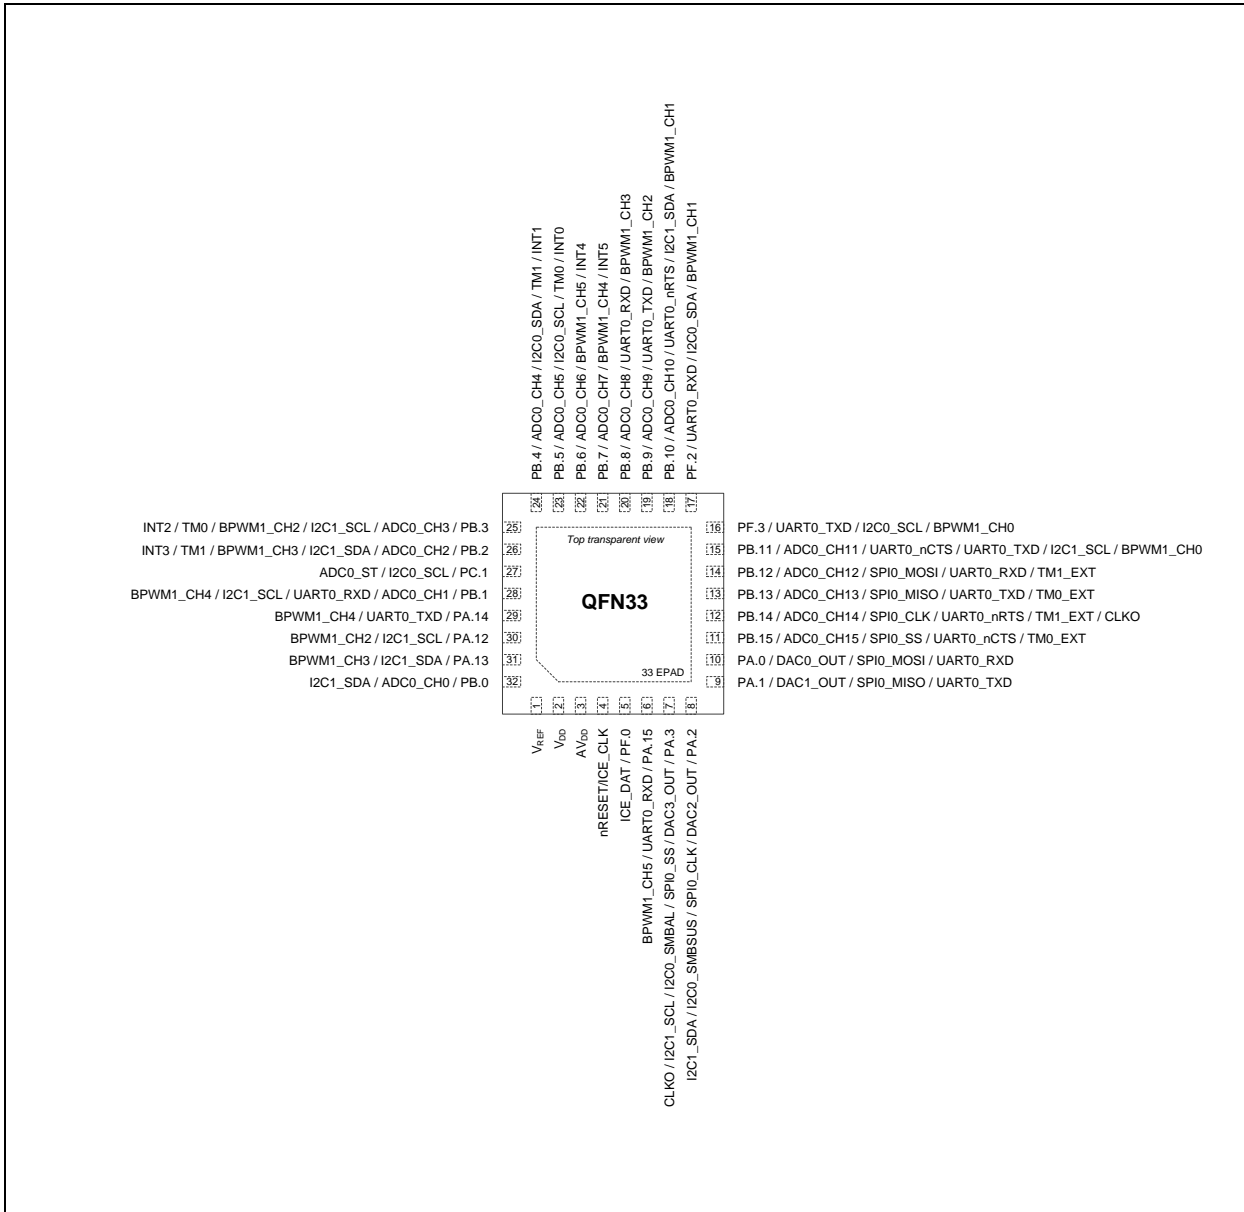 PB.4 / ADC0_CH4 / I2C0_SDA / TM1 / INT1
PB.5 / ADC0_CH5 / I2C0_SCL / TM0 / INT0
PB.6 / ADC0_CH6 / BPWM1_CH5 / INT4
PB.7 / ADC0_CH7 / BPWM1_CH4 / INT5
PB.8 / ADC0_CH8 / UART0_RXD / BPWM1_CH3
PB.9 / ADC0_CH9 / UART0_TXD / BPWM1_CH2
PB.10 / ADC0_CH10 / UART0_nRTS / I2C1_SDA / BPWM1_CH1
PF.2 / UART0_RXD / I2C0_SDA / BPWM1_CH1
24
23
22
21
20
19
18
17
INT2 / TM0 / BPWM1_CH2 / I2C1_SCL / ADC0_CH3 / PB.3
25
INT3 / TM1 / BPWM1_CH3 / I2C1_SDA / ADC0_CH2 / PB.2
26
ADC0_ST / I2C0_SCL / PC.1
27
BPWM1_CH4 / I2C1_SCL / UART0_RXD / ADC0_CH1 / PB.1
28
BPWM1_CH4 / UART0_TXD / PA.14
29
BPWM1_CH2 / I2C1_SCL / PA.12
30
BPWM1_CH3 / I2C1_SDA / PA.13
31
I2C1_SDA / ADC0_CH0 / PB.0
32
Top transparent view
QFN33
33 EPAD
16
PF.3 / UART0_TXD / I2C0_SCL / BPWM1_CH0
15
PB.11 / ADC0_CH11 / UART0_nCTS / UART0_TXD / I2C1_SCL / BPWM1_CH0
14
PB.12 / ADC0_CH12 / SPI0_MOSI / UART0_RXD / TM1_EXT
13
PB.13 / ADC0_CH13 / SPI0_MISO / UART0_TXD / TM0_EXT
12
PB.14 / ADC0_CH14 / SPI0_CLK / UART0_nRTS / TM1_EXT / CLKO
11
PB.15 / ADC0_CH15 / SPI0_SS / UART0_nCTS / TM0_EXT
10
PA.0 / DAC0_OUT / SPI0_MOSI / UART0_RXD
9
PA.1 / DAC1_OUT / SPI0_MISO / UART0_TXD
1
2
3
4
5
6
7
8
VREF
VDD
AVDD
nRESET/ICE_CLK
ICE_DAT / PF.0
BPWM1_CH5 / UART0_RXD / PA.15
CLKO / I2C1_SCL / I2C0_SMBAL / SPI0_SS / DAC3_OUT / PA.3
I2C1_SDA / I2C0_SMBSUS / SPI0_CLK / DAC2_OUT / PA.2